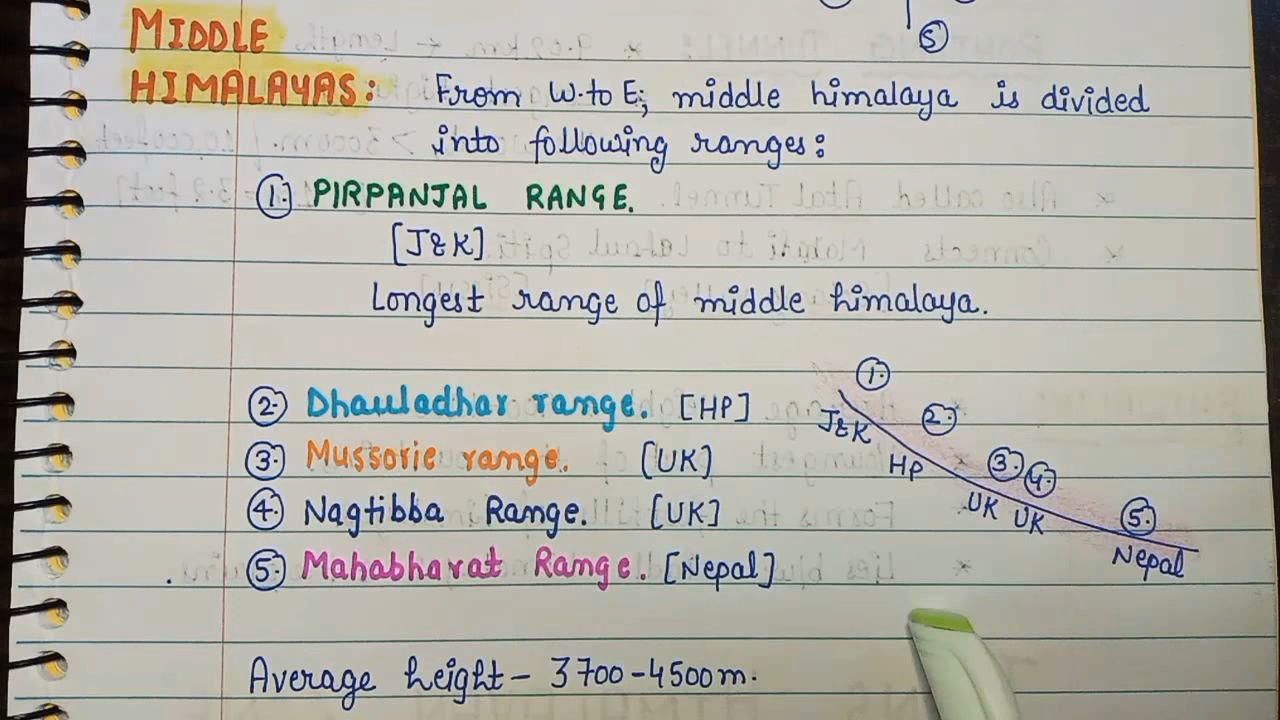 5
MIDDLE
HIMALAYAS: From W.to E; middle himalaya is divided
into following ranges:
1. PIRPANJAL RANGE.
[J&K]
Longest range of middle himalaya.
2. Dhauladhar range. [HP]
3. Mussorie range. [UK]
4. Nagtibba Range. [UK]
5. Mahabharat Range. [Nepal]
1. 2. 3. 4. 5.
J&K HP UK UK Nepal
Average height - 3700-4500m.